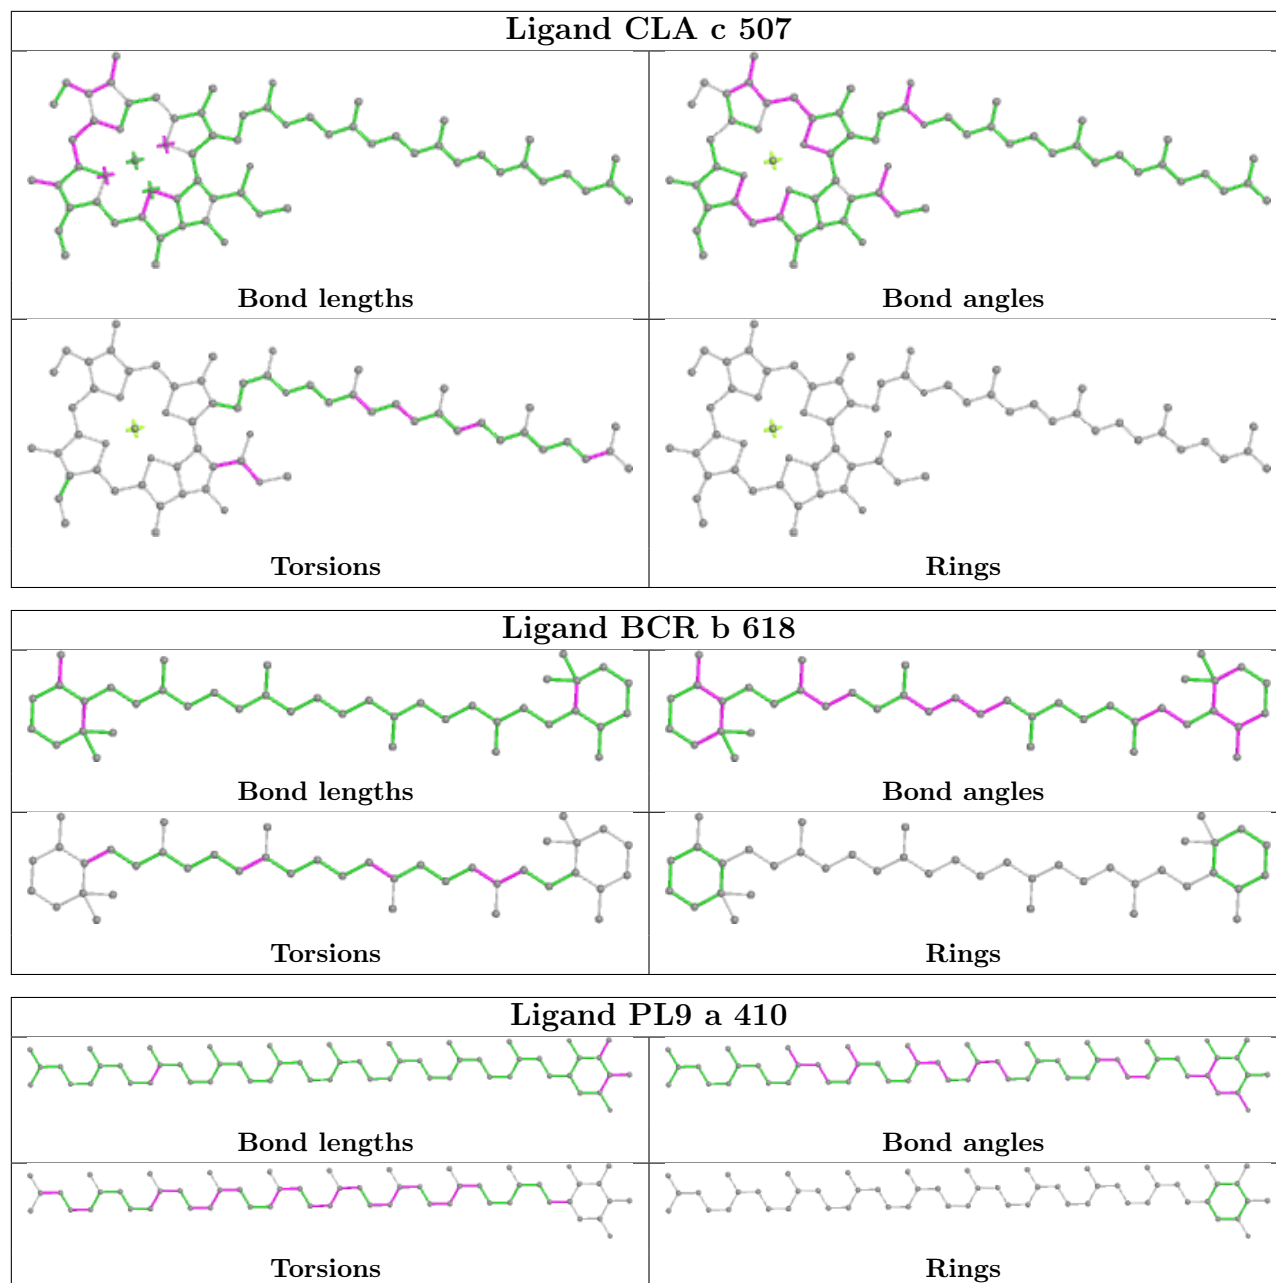 Ligand CLA c 507
Bond lengths
Bond angles
Torsions
Rings
Ligand BCR b 618
Bond lengths
Bond angles
Torsions
Rings
Ligand PL9 a 410
Bond lengths
Bond angles
Torsions
Rings